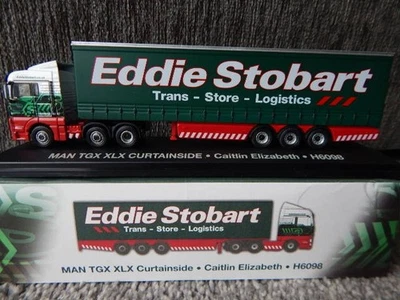 Eddie Stobart
Trans - Store - Logistics
MAN TGX XLX CURTAINSIDE • Caitlin Elizabeth • H6098
Eddie Stobart
Trans - Store - Logistics
MAN TGX XLX Curtainside • Caitlin Elizabeth • H6098